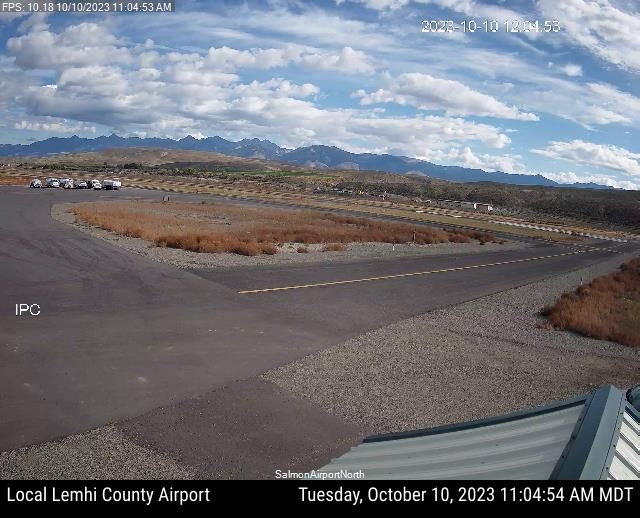 FPS: 10.18 10/10/2023 11:04:53 AM
2023-10-10 12:04:53
IPC
SalmonAirportNorth
Local Lemhi County Airport Tuesday, October 10, 2023 11:04:54 AM MDT